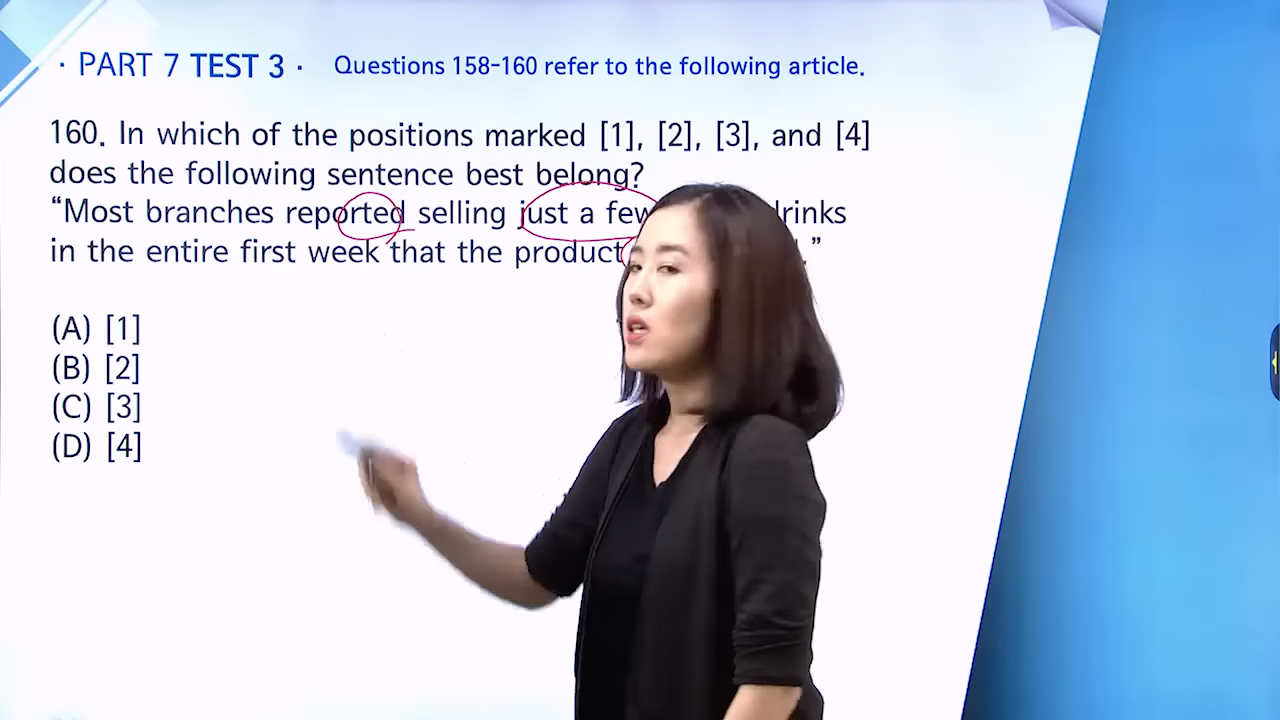 · PART 7 TEST 3 · Questions 158-160 refer to the following article.
160. In which of the positions marked [1], [2], [3], and [4]
does the following sentence best belong?
“Most branches reported selling just a few drinks
in the entire first week that the product .”
(A) [1]
(B) [2]
(C) [3]
(D) [4]